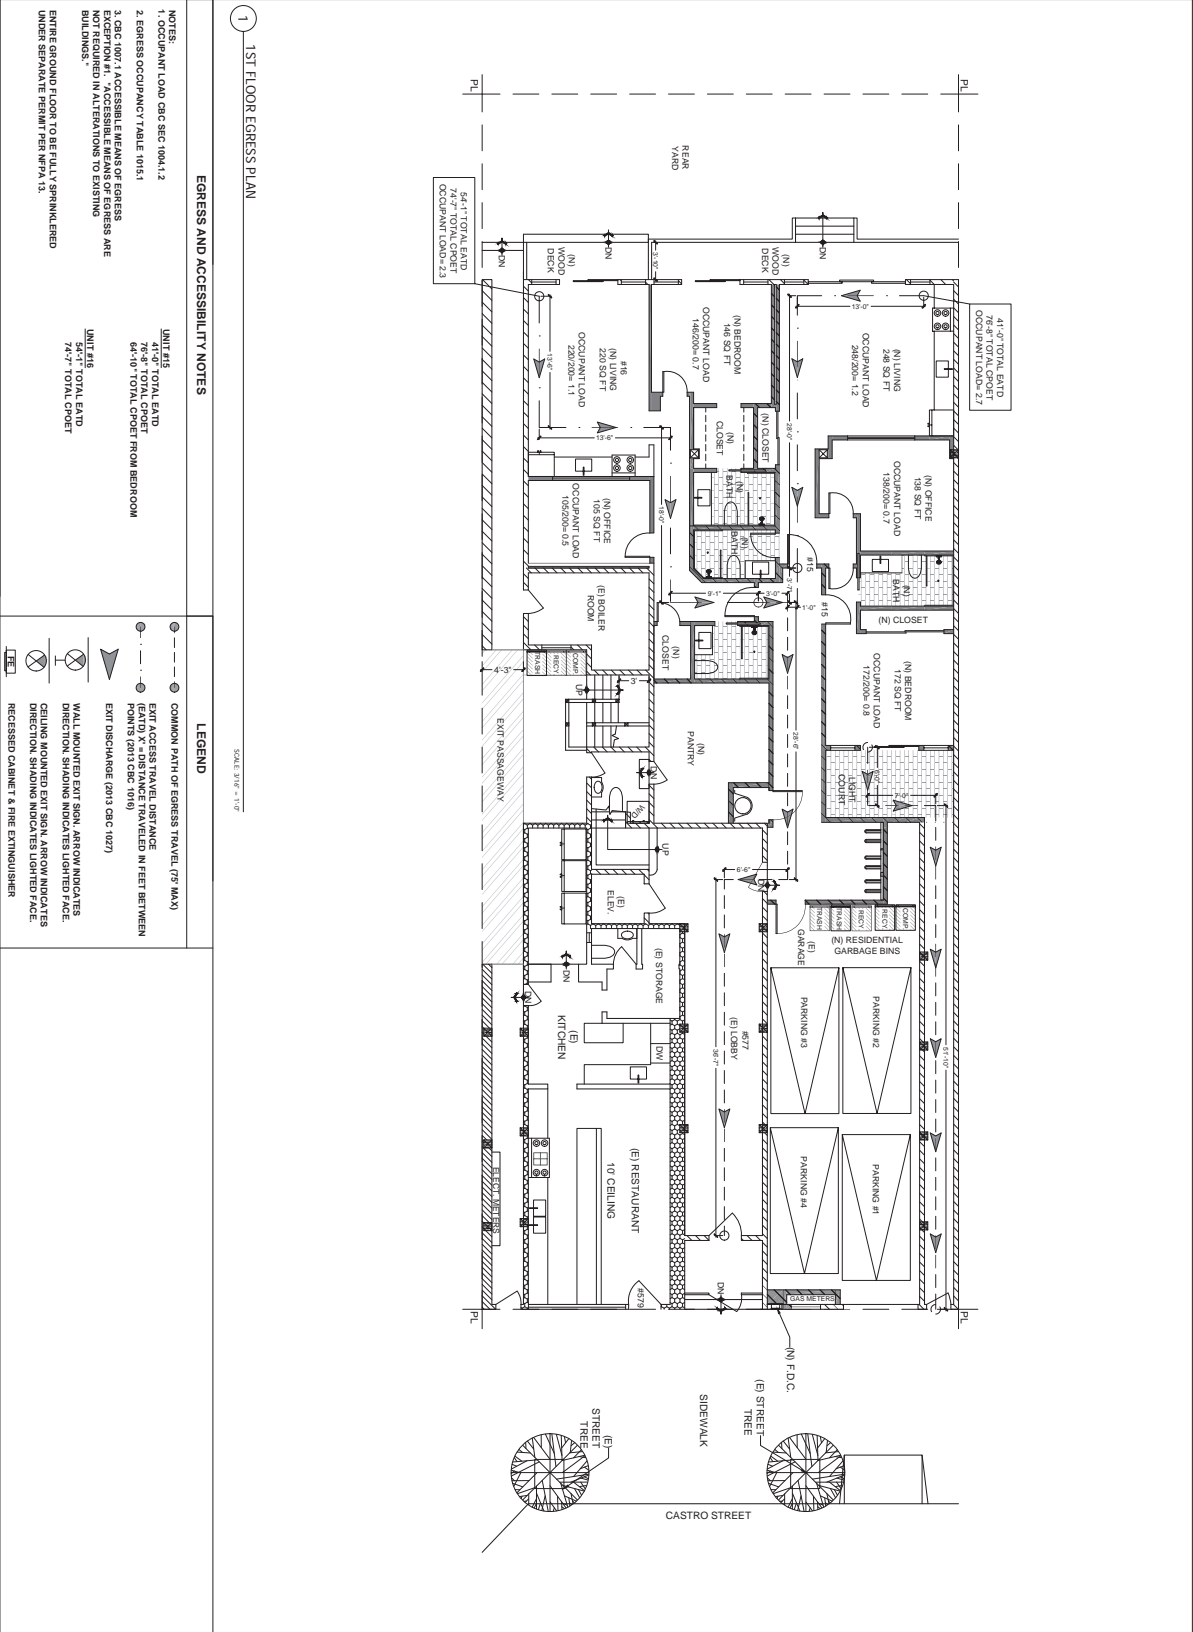 PL
PL
REAR
YARD
41'-0" TOTAL EATD
76'-8" TOTAL CPOET
OCCUPANT LOAD= 2.7
54'-1" TOTAL EATD
74'-7" TOTAL CPOET
OCCUPANT LOAD= 2.3
DN
DN
DN
(N)
WOOD
DECK
(N)
WOOD
DECK
3'-10"
13'-0"
(N) LIVING
248 SQ FT
OCCUPANT LOAD
248/200= 1.2
28'-0"
(N) BEDROOM
146 SQ FT
OCCUPANT LOAD
146/200= 0.7
#16
(N) LIVING
220 SQ FT
OCCUPANT LOAD
220/200= 1.1
13'-6"
13'-6"
(N) CLOSET
(N)
CLOSET
(N) OFFICE
138 SQ FT
OCCUPANT LOAD
138/200= 0.7
(N)
BATH
(N)
BATH
18'-0"
(N) OFFICE
105 SQ FT
OCCUPANT LOAD
105/200= 0.5
#15
#15
3'-7"
1'-0"
3'-0"
9'-1"
(N)
BATH
(N) CLOSET
(E) BOILER
ROOM
(N)
CLOSET
(N) BEDROOM
172 SQ FT
OCCUPANT LOAD
172/200= 0.8
4'-3"
TRASH
RECY
COMP
3'
UP
(N)
PANTRY
28'-6"
EXIT PASSAGEWAY
DN
W/D
UP
LIGHT
COURT
6'-0"
7'-0"
6'-6"
(E)
ELEV.
TRASH
TRASH
RECY
RECY
COMP
(N) RESIDENTIAL
GARBAGE BINS
(E)
GARAGE
(E) STORAGE
DN
DN
(E)
KITCHEN
DW
#577
(E) LOBBY
36'-7"
PARKING #3
PARKING #2
51'-10"
PARKING #4
PARKING #1
(E) RESTAURANT
10' CEILING
ELECT. METERS
#579
DN
GAS METERS
PL
PL
(N) F.D.C.
SIDEWALK
(E) STREET
TREE
(E)
STREET
TREE
CASTRO STREET
1
1ST FLOOR EGRESS PLAN
SCALE: 3/16" = 1'-0"
EGRESS AND ACCESSIBILITY NOTES
NOTES:
1. OCCUPANT LOAD CBC SEC 1004.1.2
2. EGRESS OCCUPANCY TABLE 1015.1
3. CBC 1007.1 ACCESSIBLE MEANS OF EGRESS
EXCEPTION #1. "ACCESSIBLE MEANS OF EGRESS ARE
NOT REQUIRED IN ALTERATIONS TO EXISTING
BUILDINGS."
ENTIRE GROUND FLOOR TO BE FULLY SPRINKLERED
UNDER SEPARATE PERMIT PER NFPA 13.
UNIT #15
41'-0" TOTAL EATD
76'-8" TOTAL CPOET
64'-10" TOTAL CPOET FROM BEDROOM
UNIT #16
54'-1" TOTAL EATD
74'-7" TOTAL CPOET
LEGEND
COMMON PATH OF EGRESS TRAVEL (75' MAX)
EXIT ACCESS TRAVEL DISTANCE
(EATD) X' = DISTANCE TRAVELED IN FEET BETWEEN
POINTS (2013 CBC 1016)
EXIT DISCHARGE (2013 CBC 1027)
WALL MOUNTED EXIT SIGN. ARROW INDICATES
DIRECTION. SHADING INDICATES LIGHTED FACE.
CEILING MOUNTED EXIT SIGN. ARROW INDICATES
DIRECTION. SHADING INDICATES LIGHTED FACE.
FE
RECESSED CABINET & FIRE EXTINGUISHER